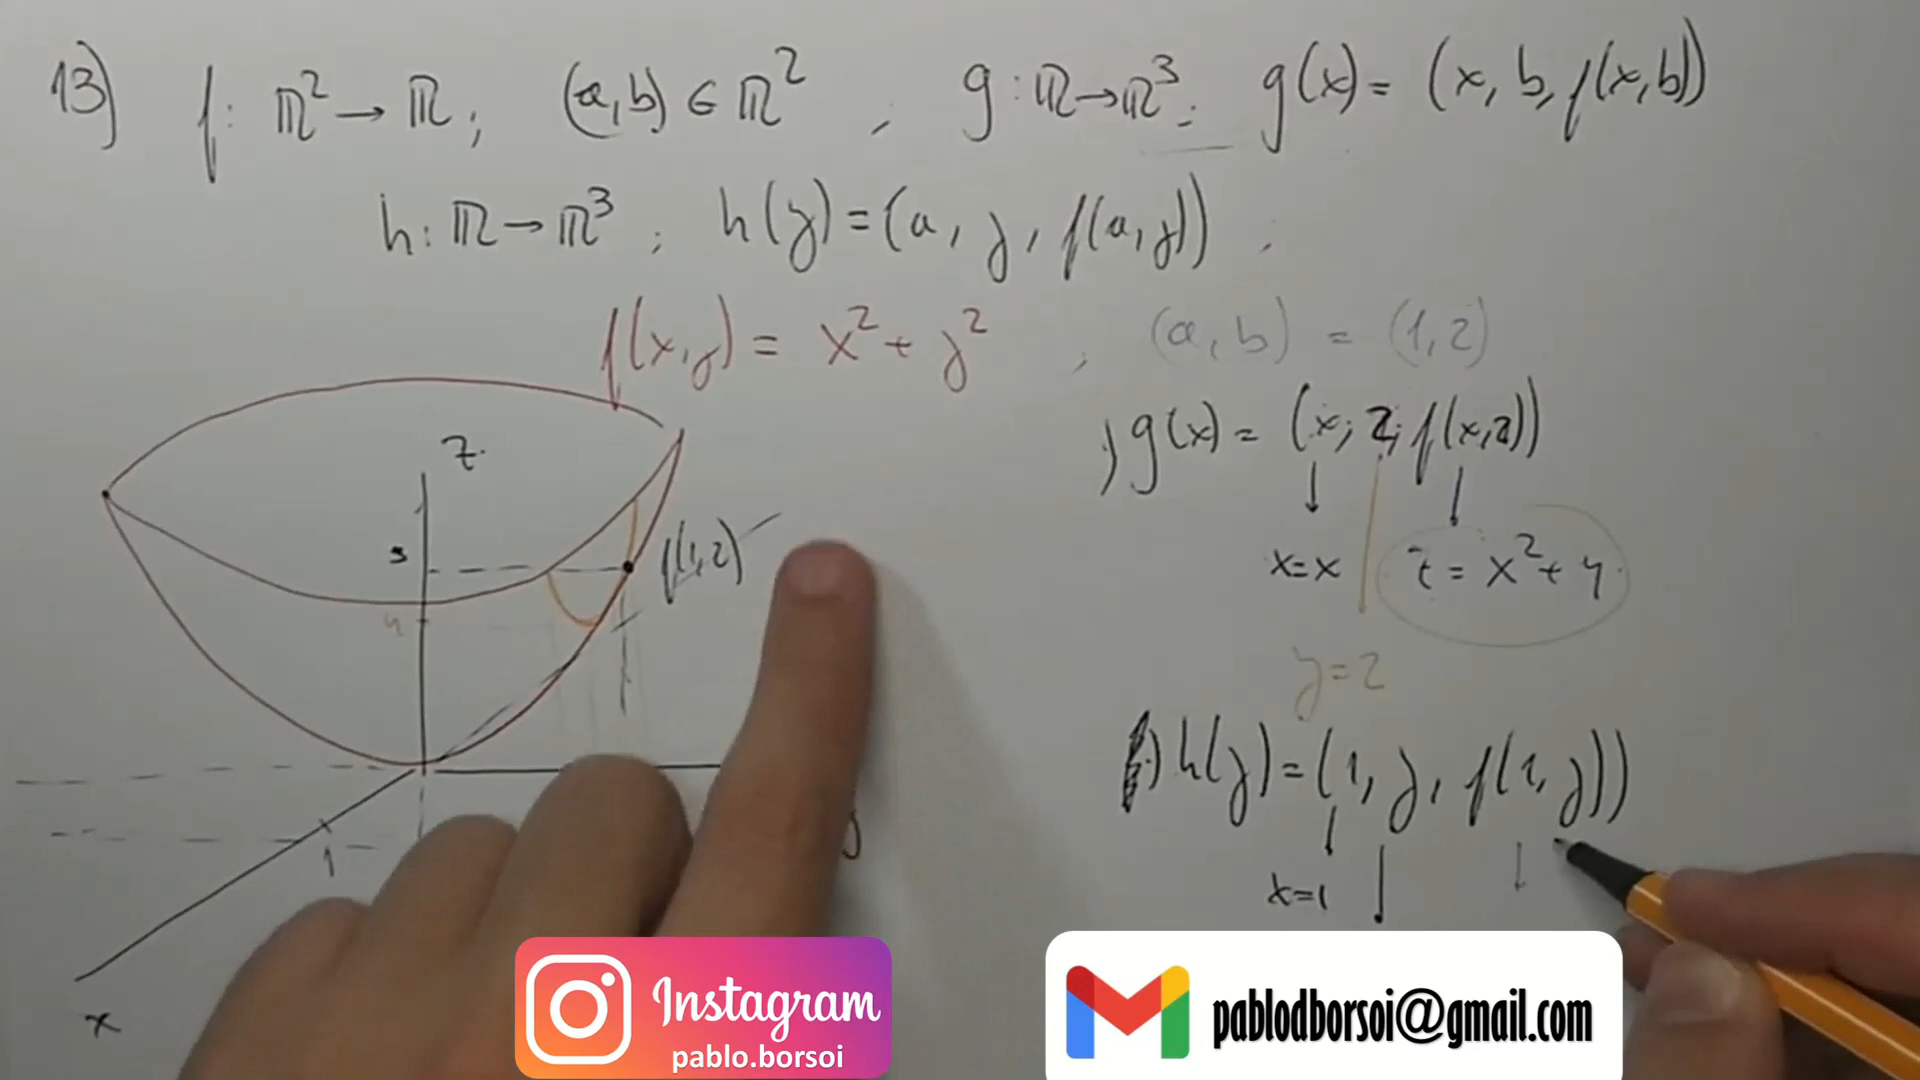 13) f: ℝ² → ℝ; (a,b) ∈ ℝ² , g: ℝ→ℝ³: g(x) = (x, b, f(x,b))
h: ℝ → ℝ³ ; h(y) = (a, y, f(a,y)) ,
f(x,y) = x² + y² , (a,b) = (1,2)
) g(x) = (x, 2, f(x,2))
z
5
f(1,2)
x=x
z = x² + 4
4
y=2
) h(y) = (1, y, f(1,y))
1
y
x=1
x
Instagram
pablo.borsoi
pablodborsoi@gmail.com